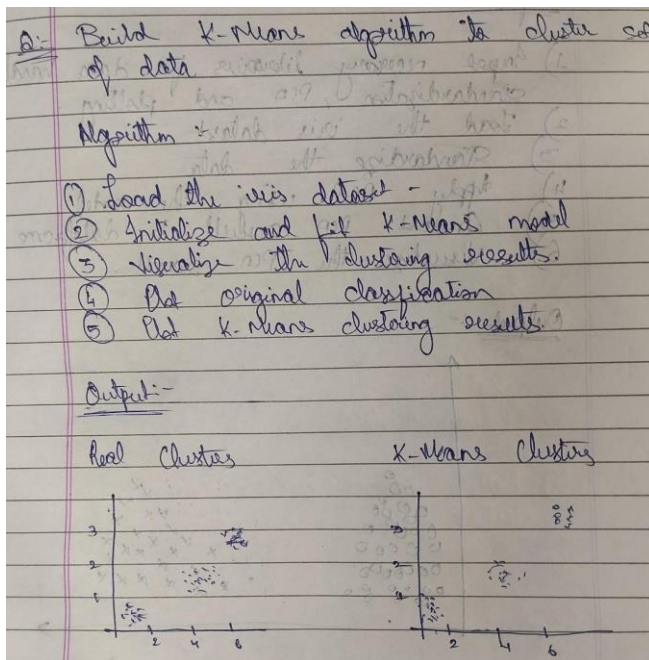 Q:- Build K-Means algorithm to cluster set
of data
Algorithm :-
① Load the iris dataset -
② Initialize and fit K-Means model
③ Visualize the clustering results.
④ Plot original classification
⑤ Plot K-Means clustering results.
Output:-
Real Clusters K-Means Clusters
3
2
1
2 4 6
2 4 6